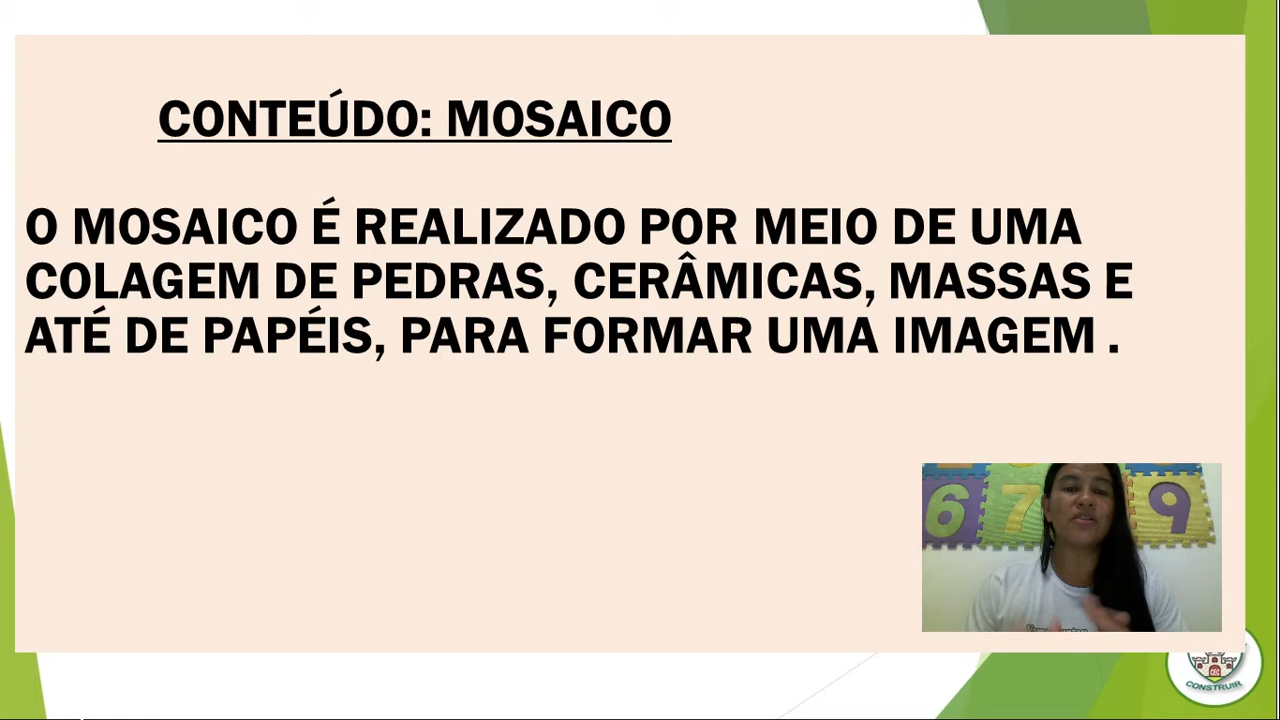 CONTEÚDO: MOSAICO
O MOSAICO É REALIZADO POR MEIO DE UMA
COLAGEM DE PEDRAS, CERÂMICAS, MASSAS E
ATÉ DE PAPÉIS, PARA FORMAR UMA IMAGEM .
6 7 9
CONSTRUIR